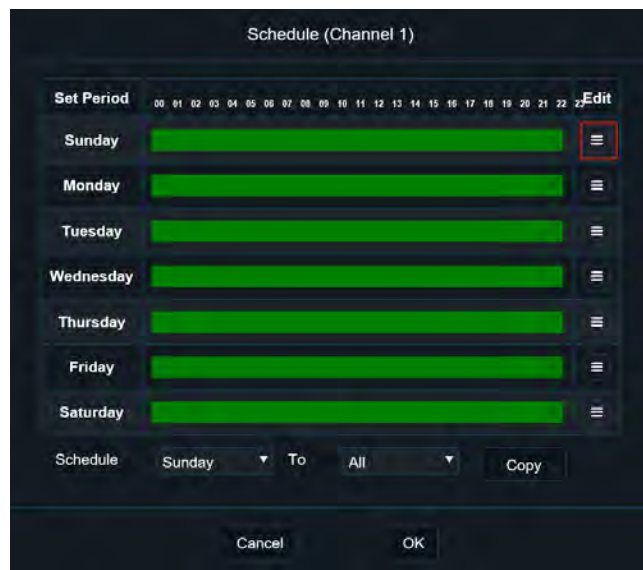 Schedule (Channel 1)
Set Period 00 01 02 03 04 05 06 07 08 09 10 11 12 13 14 15 16 17 18 19 20 21 22 23 Edit
Sunday
Monday
Tuesday
Wednesday
Thursday
Friday
Saturday
Schedule Sunday To All Copy
Cancel OK